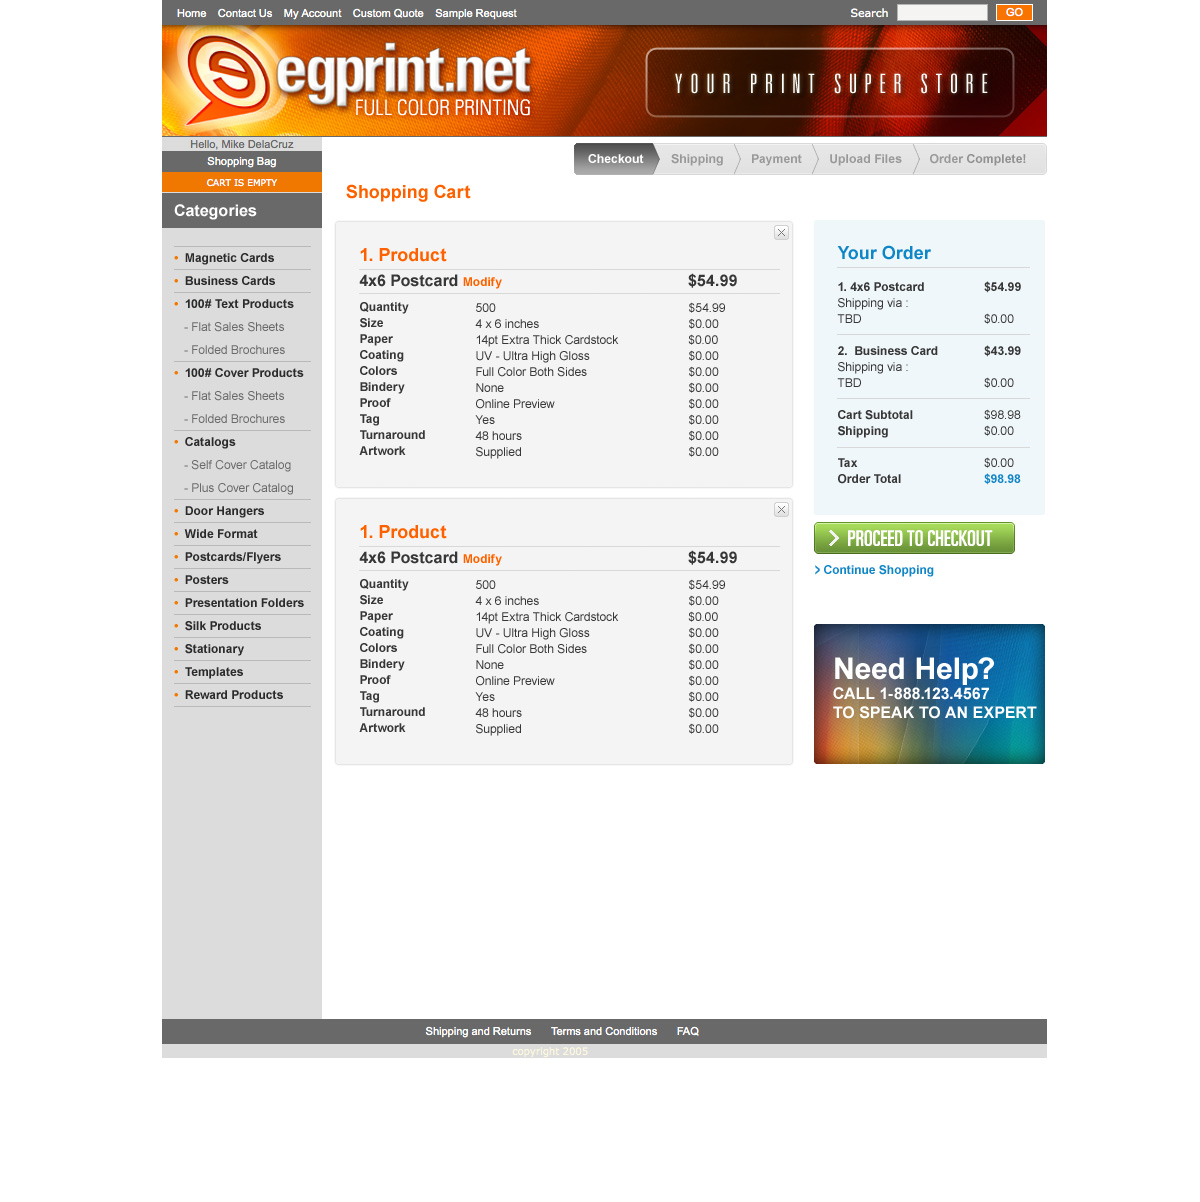 Home Contact Us My Account Custom Quote Sample Request Search GO
egprint.net
FULL COLOR PRINTING
YOUR PRINT SUPER STORE
Hello, Mike DelaCruz
Shopping Bag
CART IS EMPTY
Categories
• Magnetic Cards
• Business Cards
• 100# Text Products
- Flat Sales Sheets
- Folded Brochures
• 100# Cover Products
- Flat Sales Sheets
- Folded Brochures
• Catalogs
- Self Cover Catalog
- Plus Cover Catalog
• Door Hangers
• Wide Format
• Postcards/Flyers
• Posters
• Presentation Folders
• Silk Products
• Stationary
• Templates
• Reward Products
Checkout Shipping Payment Upload Files Order Complete!
Shopping Cart
1. Product
4x6 Postcard Modify $54.99
Quantity 500 $54.99
Size 4 x 6 inches $0.00
Paper 14pt Extra Thick Cardstock $0.00
Coating UV - Ultra High Gloss $0.00
Colors Full Color Both Sides $0.00
Bindery None $0.00
Proof Online Preview $0.00
Tag Yes $0.00
Turnaround 48 hours $0.00
Artwork Supplied $0.00
1. Product
4x6 Postcard Modify $54.99
Quantity 500 $54.99
Size 4 x 6 inches $0.00
Paper 14pt Extra Thick Cardstock $0.00
Coating UV - Ultra High Gloss $0.00
Colors Full Color Both Sides $0.00
Bindery None $0.00
Proof Online Preview $0.00
Tag Yes $0.00
Turnaround 48 hours $0.00
Artwork Supplied $0.00
Your Order
1. 4x6 Postcard $54.99
Shipping via :
TBD $0.00
2. Business Card $43.99
Shipping via :
TBD $0.00
Cart Subtotal $98.98
Shipping $0.00
Tax $0.00
Order Total $98.98
PROCEED TO CHECKOUT
> Continue Shopping
Need Help?
CALL 1-888.123.4567
TO SPEAK TO AN EXPERT
Shipping and Returns Terms and Conditions FAQ
copyright 2005